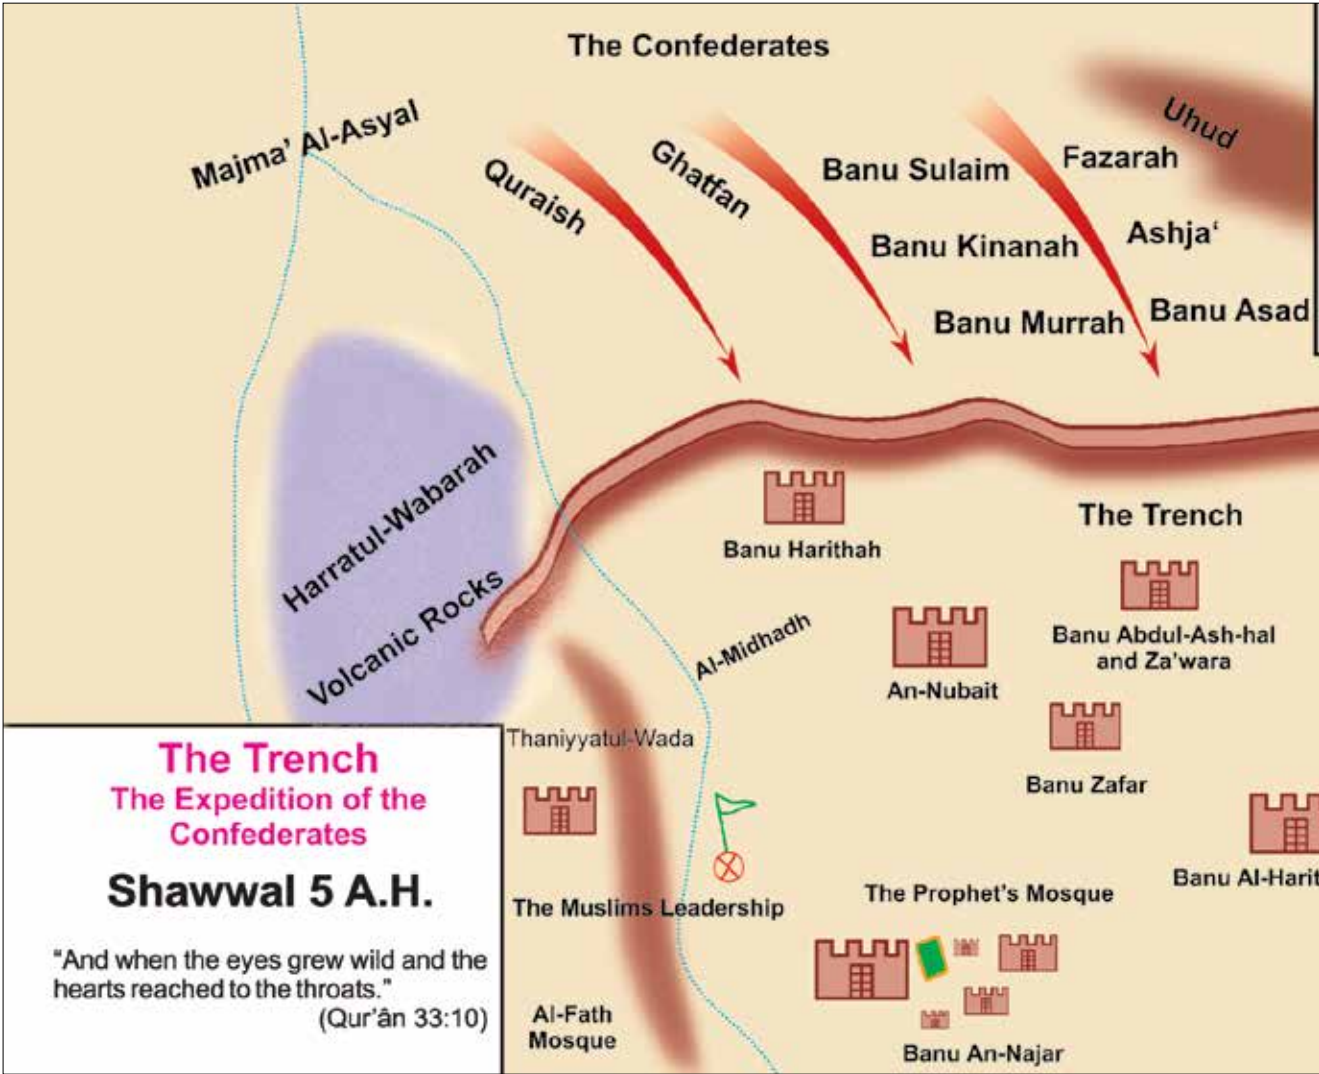 The Confederates
Majma’ Al-Asyal
Quraish
Ghatfan
Banu Sulaim
Fazarah
Uhud
Banu Kinanah
Ashja‘
Banu Murrah
Banu Asad
Harratul-Wabarah
Volcanic Rocks
Banu Harithah
The Trench
Al-Midhadh
An-Nubait
Banu Abdul-Ash-hal
and Za’wara
Thaniyyatul-Wada
Banu Zafar
The Muslims Leadership
The Prophet’s Mosque
Banu Al-Harit
Al-Fath
Mosque
Banu An-Najar
The Trench
The Expedition of the
Confederates
Shawwal 5 A.H.
“And when the eyes grew wild and the
hearts reached to the throats.”
(Qur’ân 33:10)